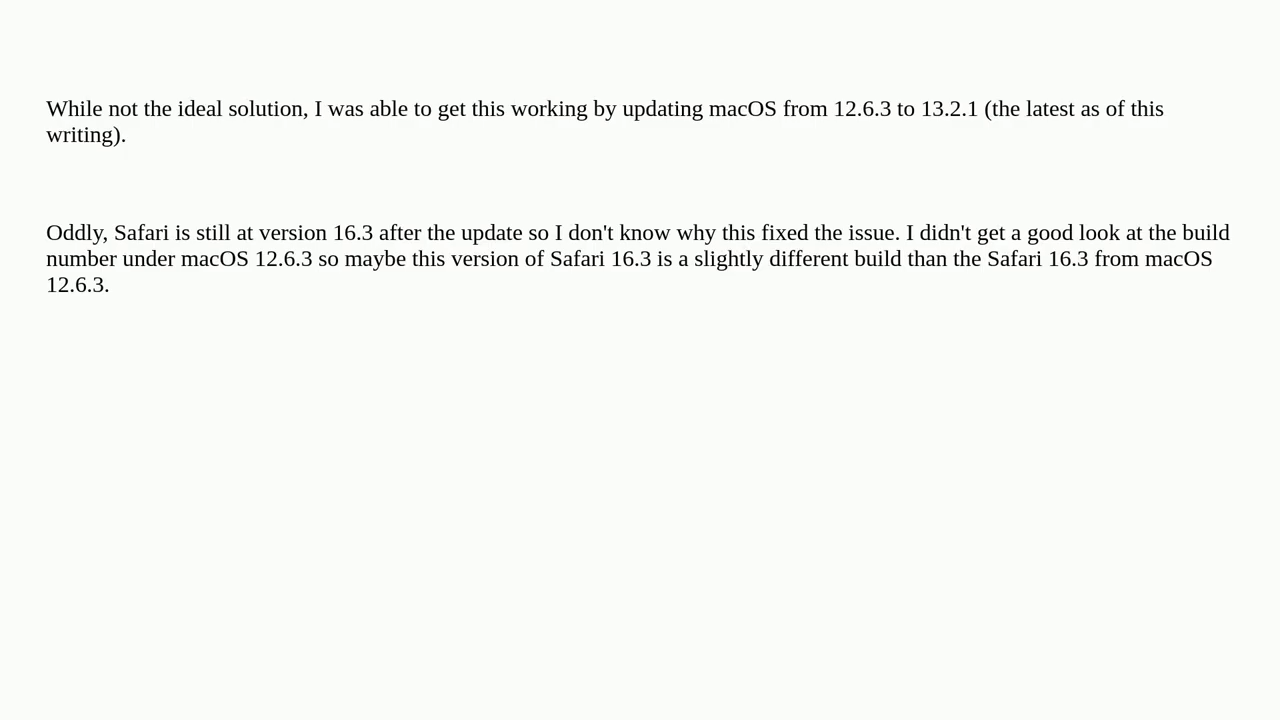 While not the ideal solution, I was able to get this working by updating macOS from 12.6.3 to 13.2.1 (the latest as of this
writing).
Oddly, Safari is still at version 16.3 after the update so I don't know why this fixed the issue. I didn't get a good look at the build
number under macOS 12.6.3 so maybe this version of Safari 16.3 is a slightly different build than the Safari 16.3 from macOS
12.6.3.